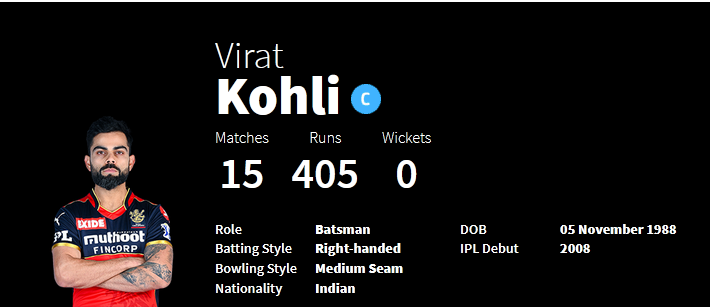 Virat
Kohli C
Matches Runs Wickets
15 405 0
Role Batsman DOB 05 November 1988
Batting Style Right-handed IPL Debut 2008
Bowling Style Medium Seam
Nationality Indian
EXIDE
IPL
muthoot
FINCORP